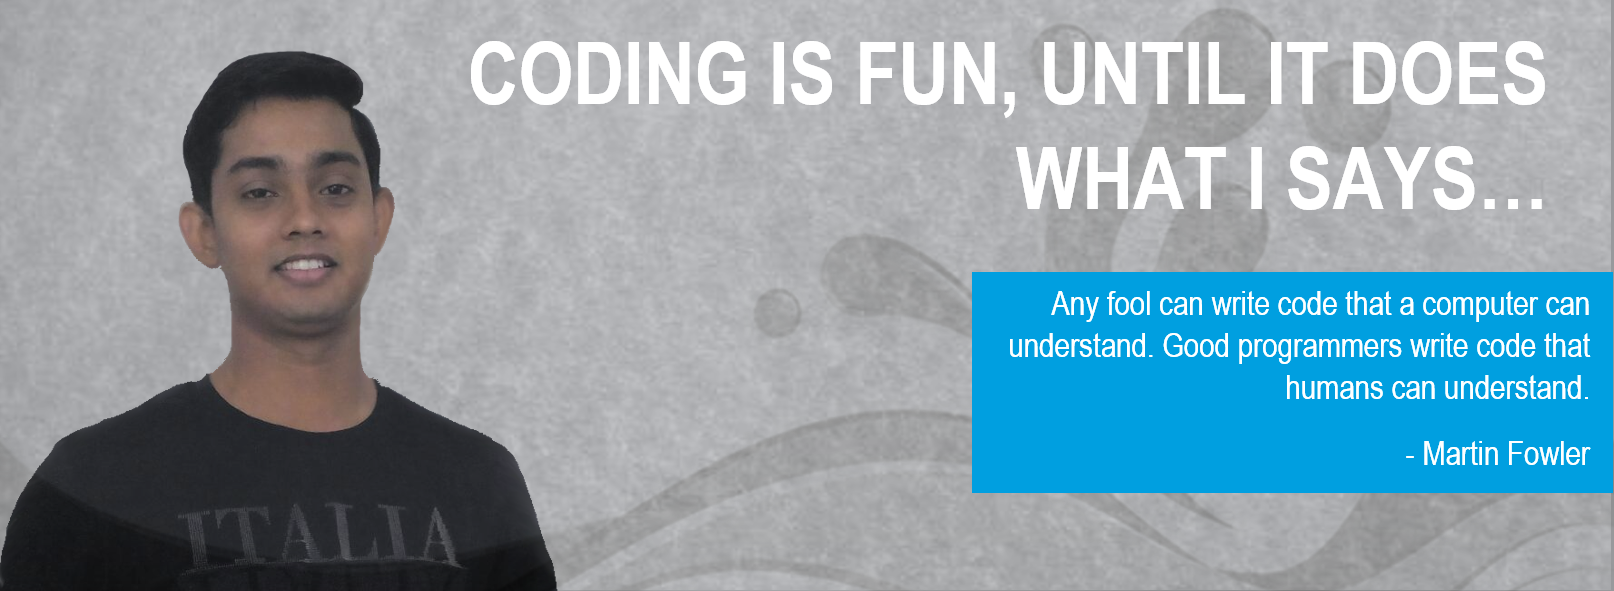 CODING IS FUN, UNTIL IT DOES
WHAT I SAYS...
Any fool can write code that a computer can
understand. Good programmers write code that
humans can understand.
- Martin Fowler
ITALIA